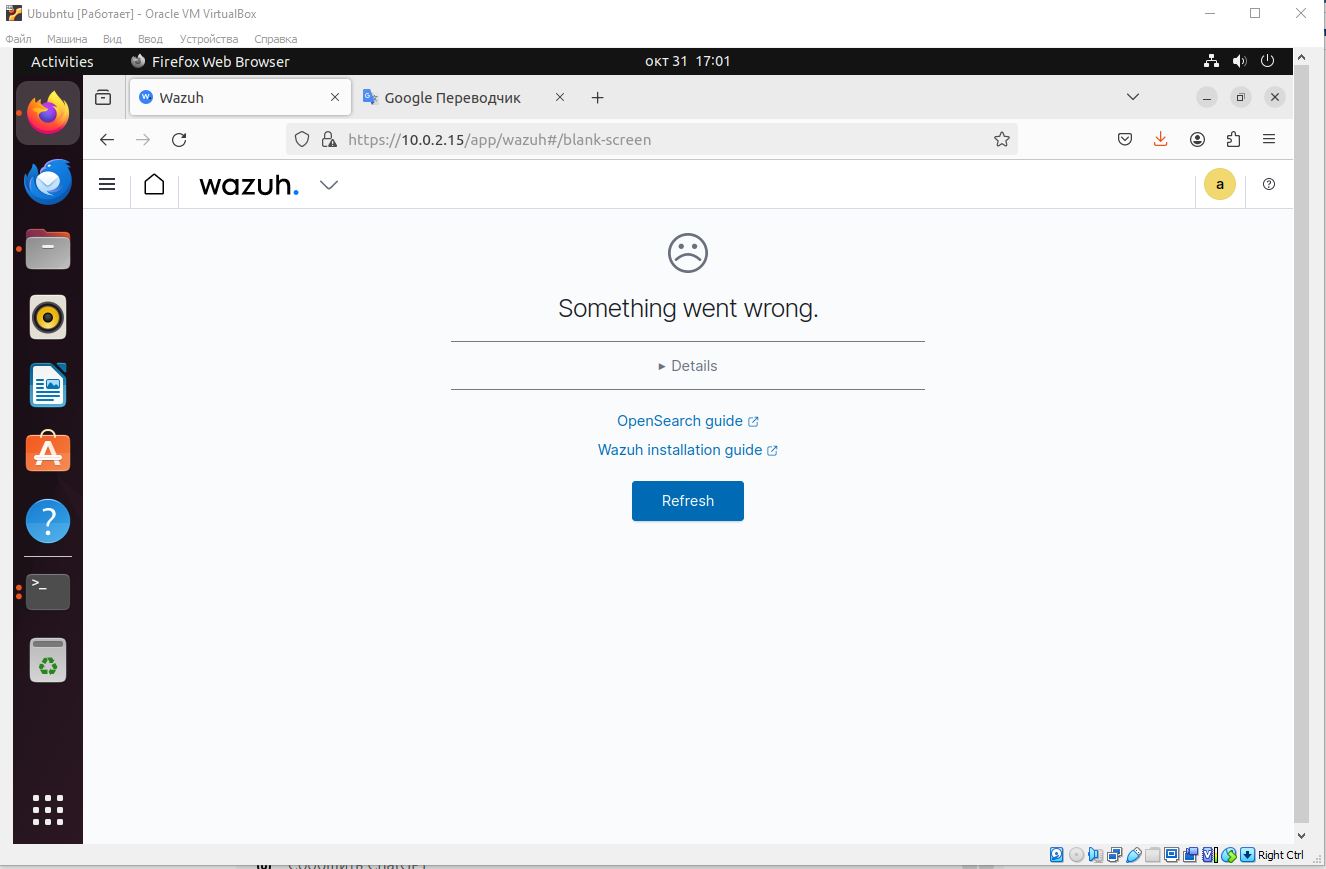 Ububntu [Работает] - Oracle VM VirtualBox
Файл Машина Вид Ввод Устройства Справка
Activities Firefox Web Browser окт 31 17:01
Wazuh Google Переводчик
https://10.0.2.15/app/wazuh#/blank-screen
wazuh. a
Something went wrong.
Details
OpenSearch guide
Wazuh installation guide
Refresh
Right Ctrl